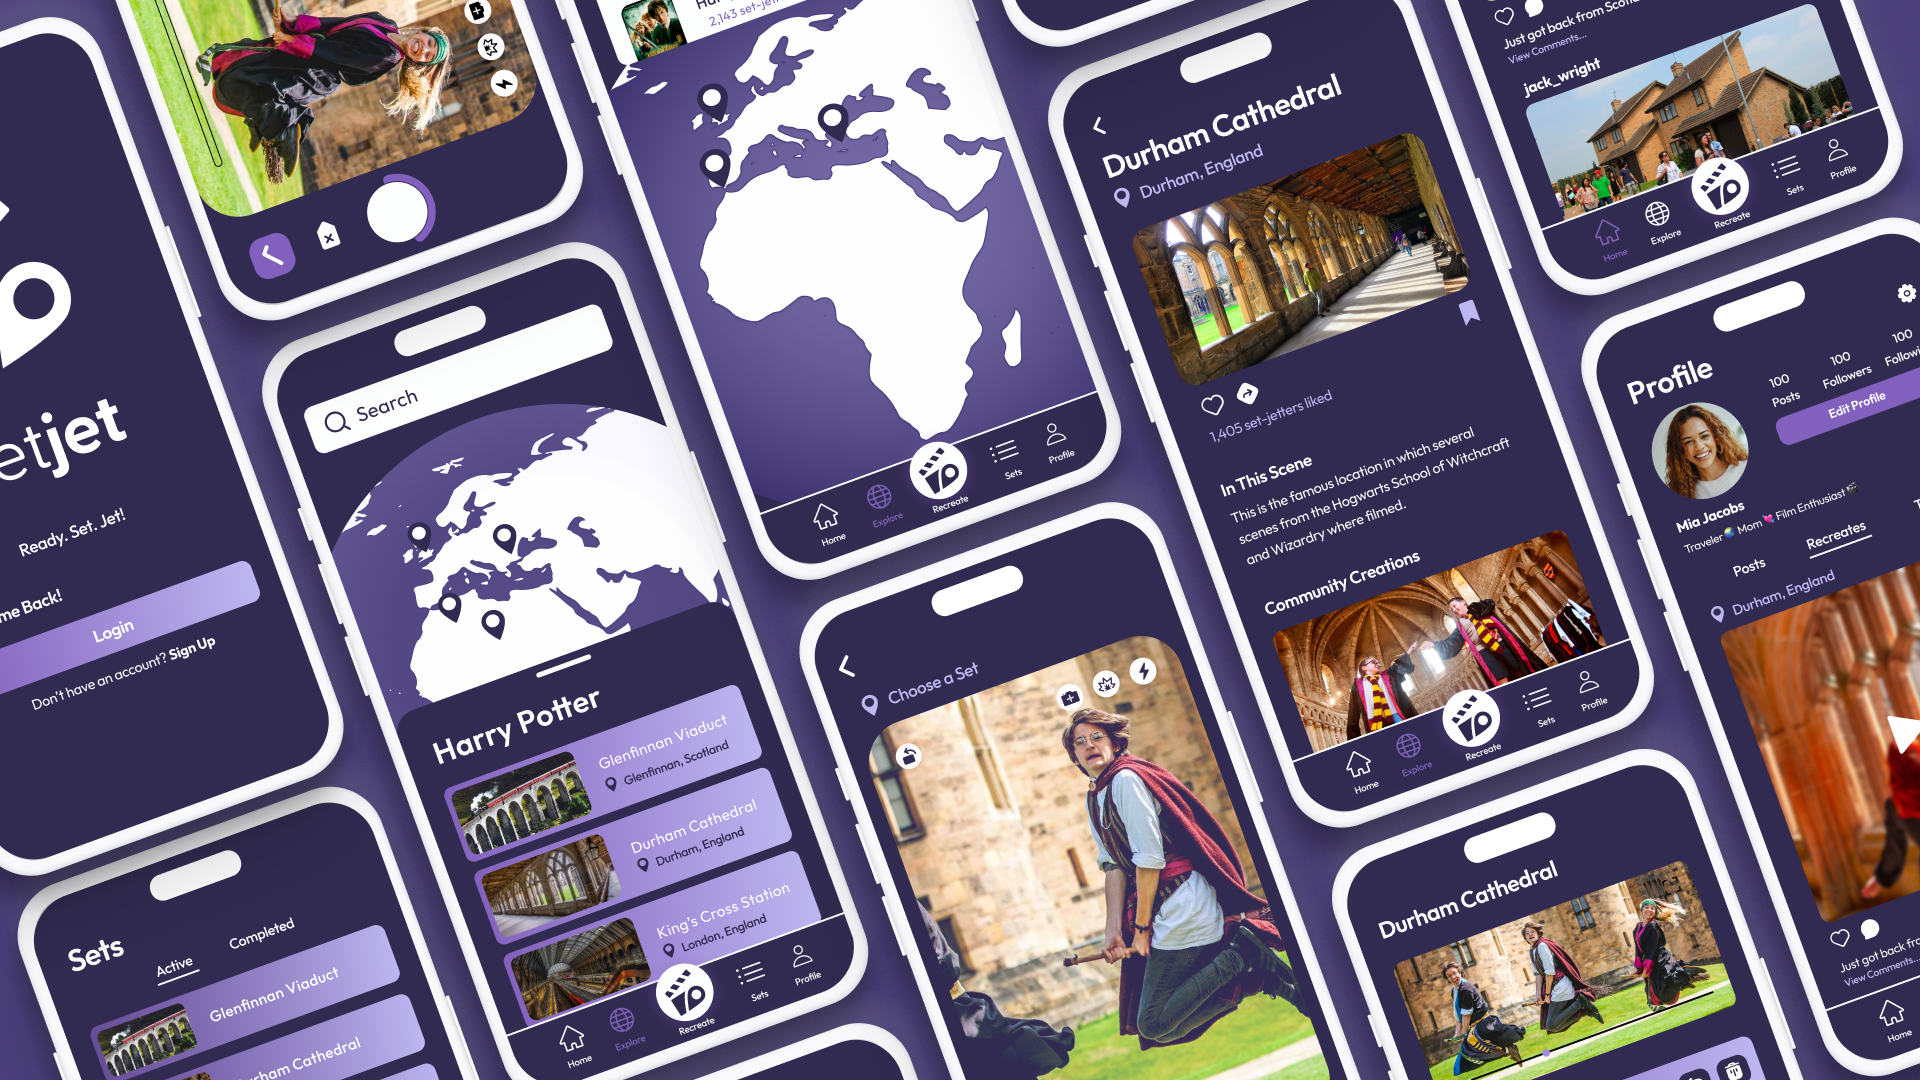 etjet
Ready. Set. Jet!
me Back!
Login
Don't have an account? Sign Up
Sets
Active
Completed
Glenfinnan Viaduct
rham Cathedral
Search
Harry Potter
Glenfinnan Viaduct
Glenfinnan, Scotland
Durham Cathedral
Durham, England
King's Cross Station
London, England
Home
Explore
Recreate
Sets
Profile
2,143 set-jett
Home
Explore
Recreate
Sets
Profile
Choose a Set
Durham Cathedral
Durham, England
1,405 set-jetters liked
In This Scene
This is the famous location in which several
scenes from the Hogwarts School of Witchcraft
and Wizardry where filmed.
Community Creations
Home
Explore
Recreate
Sets
Profile
Durham Cathedral
Just got back from Scotl
View Comments...
jack_wright
Home
Explore
Recreate
Sets
Profile
Profile
100
Posts
100
Followers
100
Followi
Edit Profile
Mia Jacobs
Traveler🌎 Mom 💘 Film Enthusiast🎬
Posts
Recreates
Durham, England
Just got back fro
View Comments...
Home